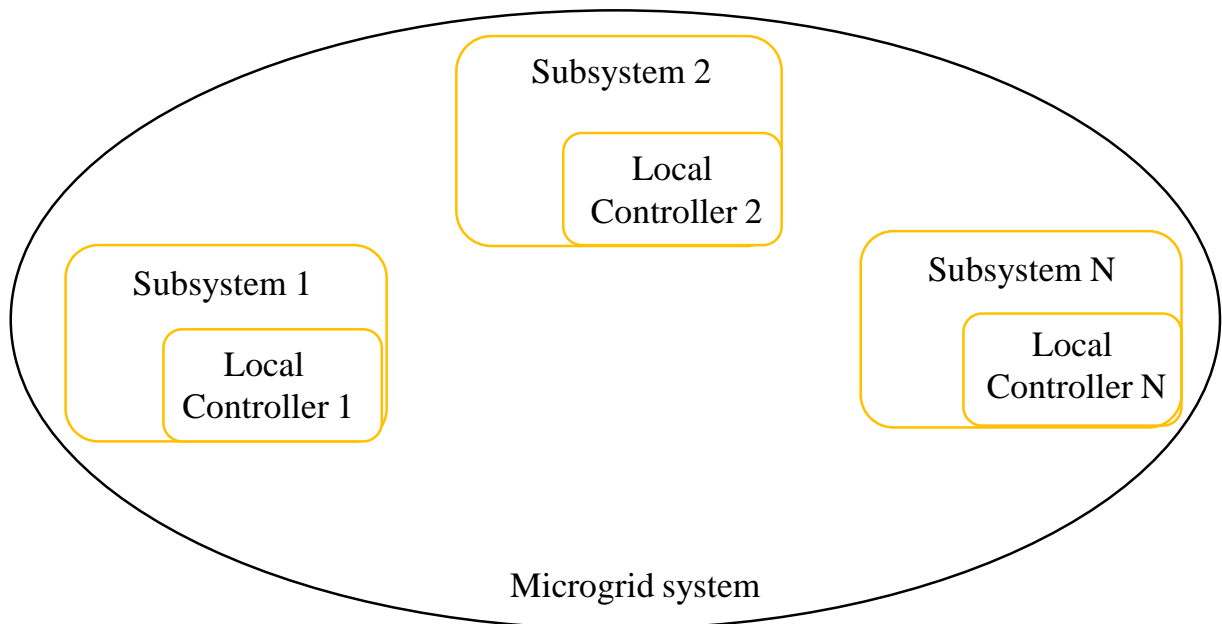 Subsystem 2
Local
Controller 2
Subsystem 1
Local
Controller 1
Subsystem N
Local
Controller N
Microgrid system